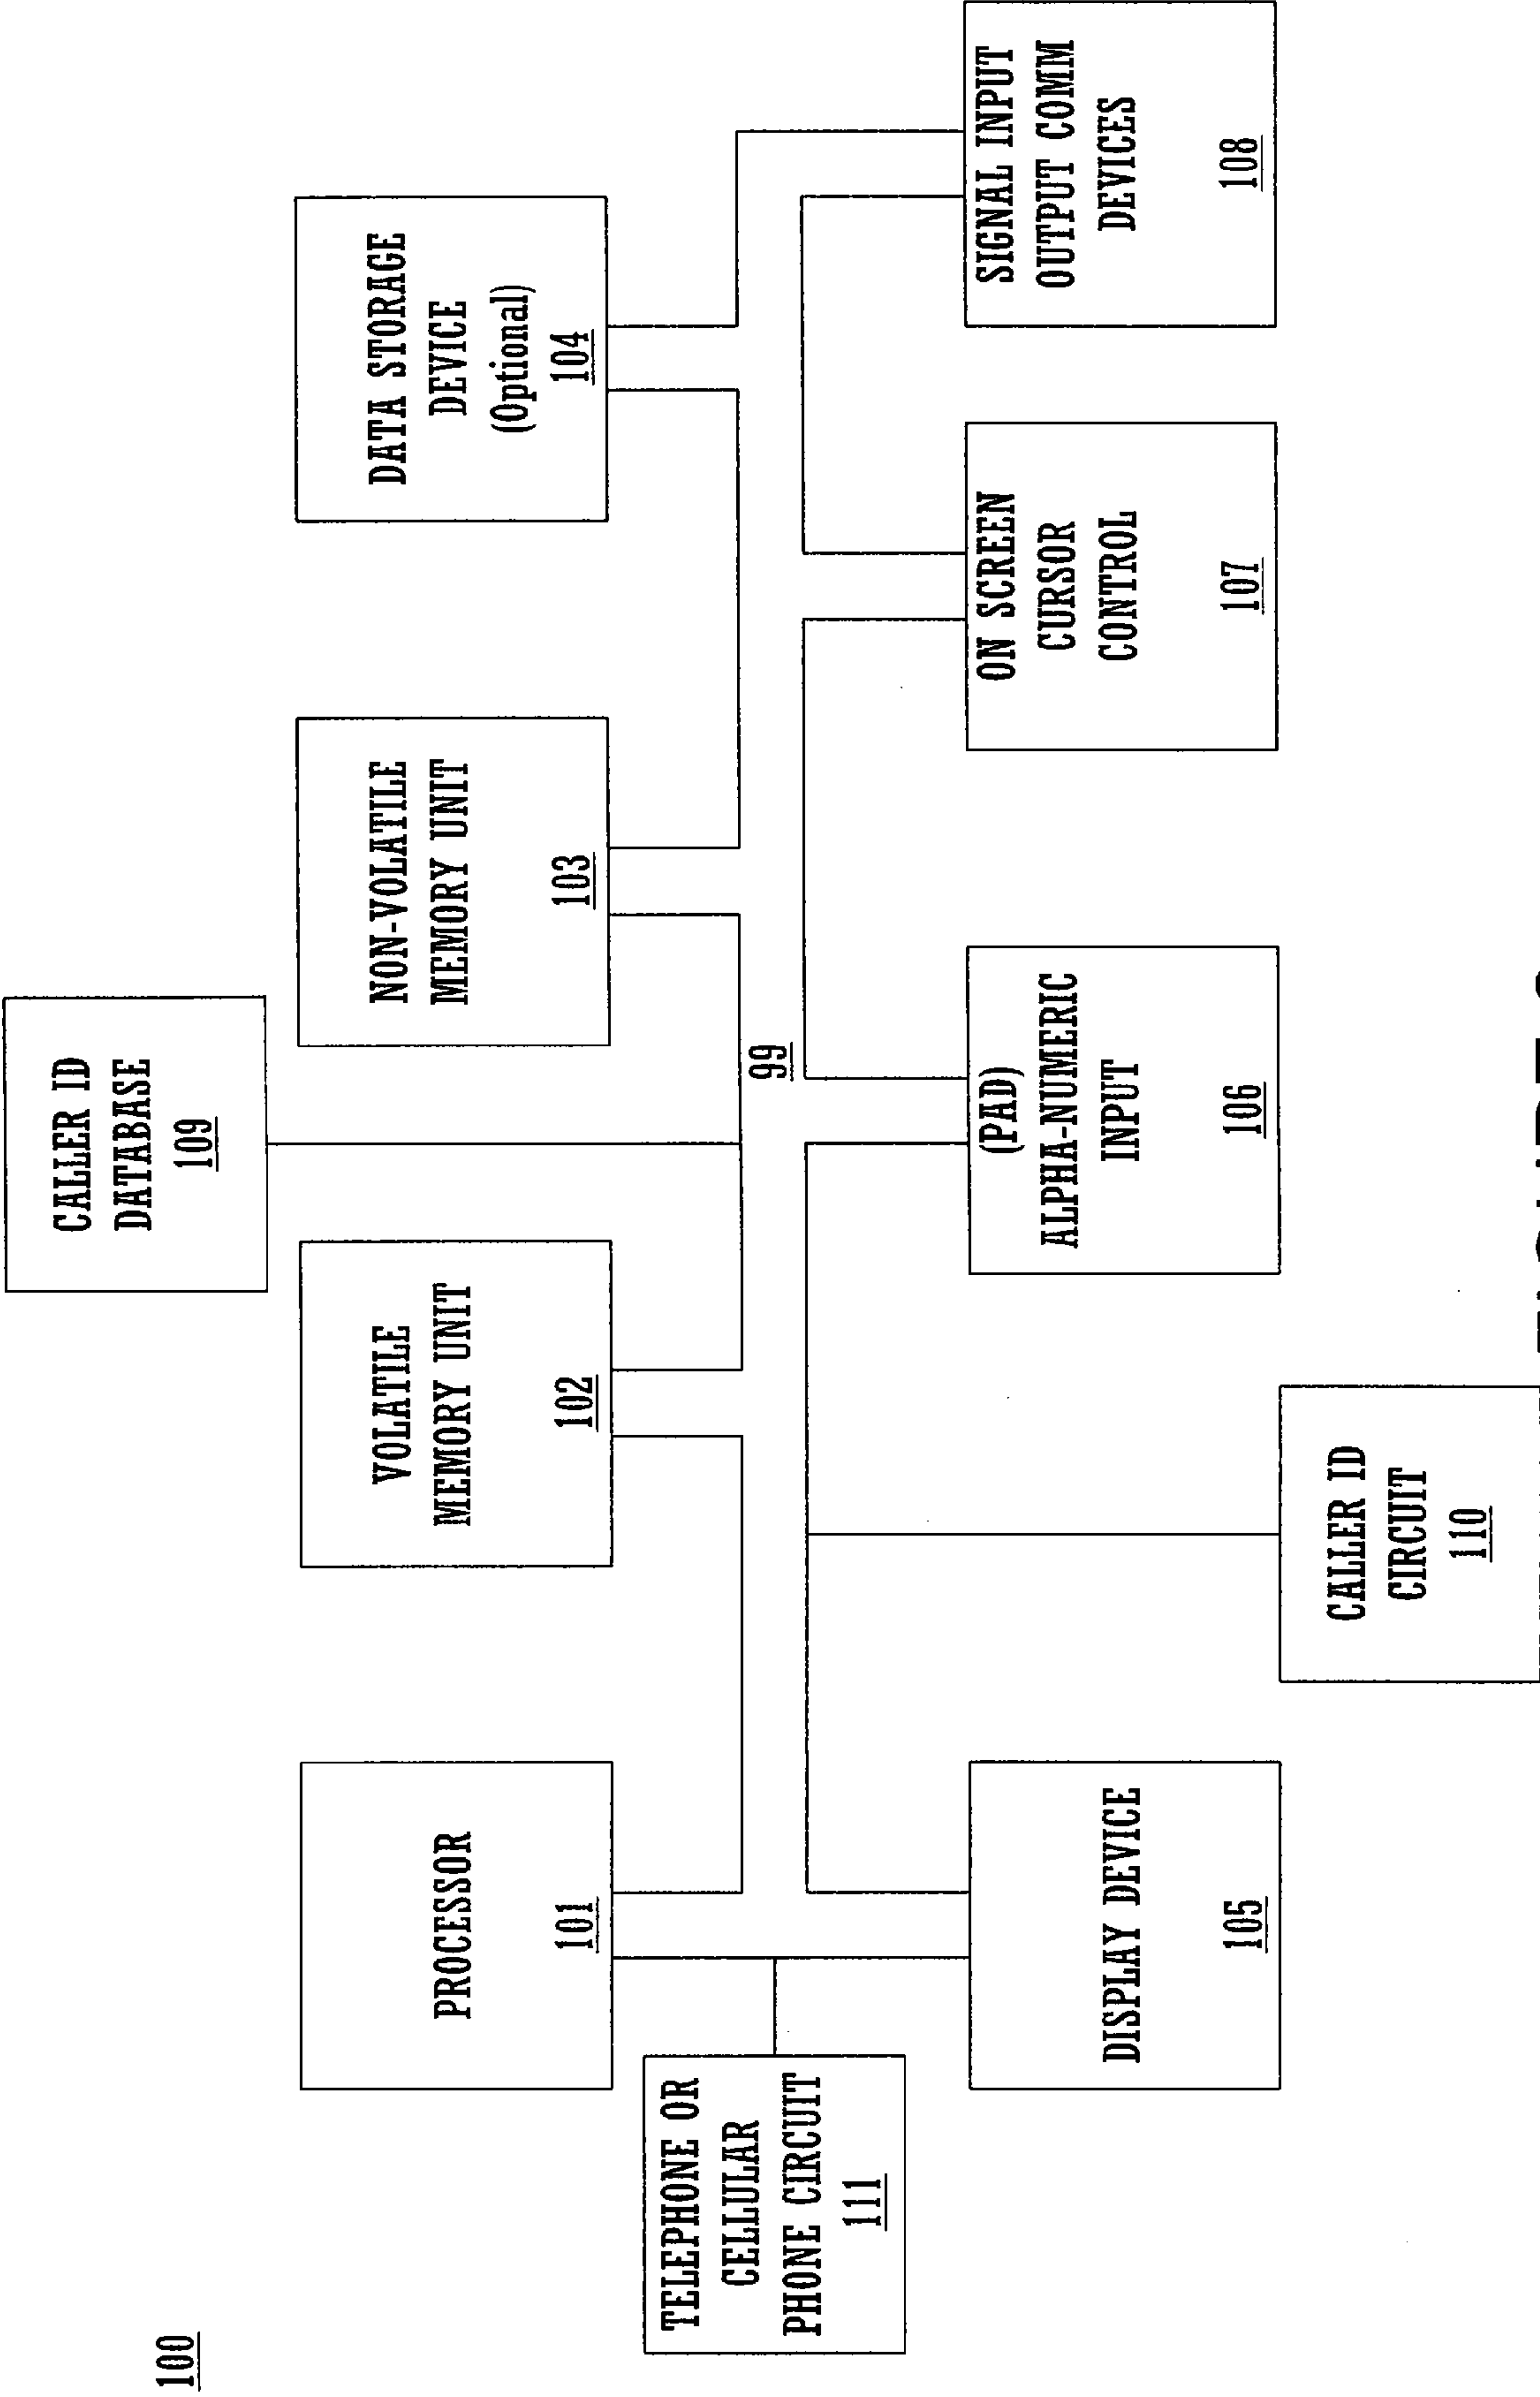 100
CALLER ID
DATABASE
109
PROCESSOR
101
VOLATILE
MEMORY UNIT
102
NON-VOLATILE
MEMORY UNIT
103
DATA STORAGE
DEVICE
(Optional)
104
TELEPHONE OR
CELLULAR
PHONE CIRCUIT
111
99
DISPLAY DEVICE
105
(PAD)
ALPHA-NUMERIC
INPUT
106
ON SCREEN
CURSOR
CONTROL
107
SIGNAL INPUT
OUTPUT COMM
DEVICES
108
CALLER ID
CIRCUIT
110